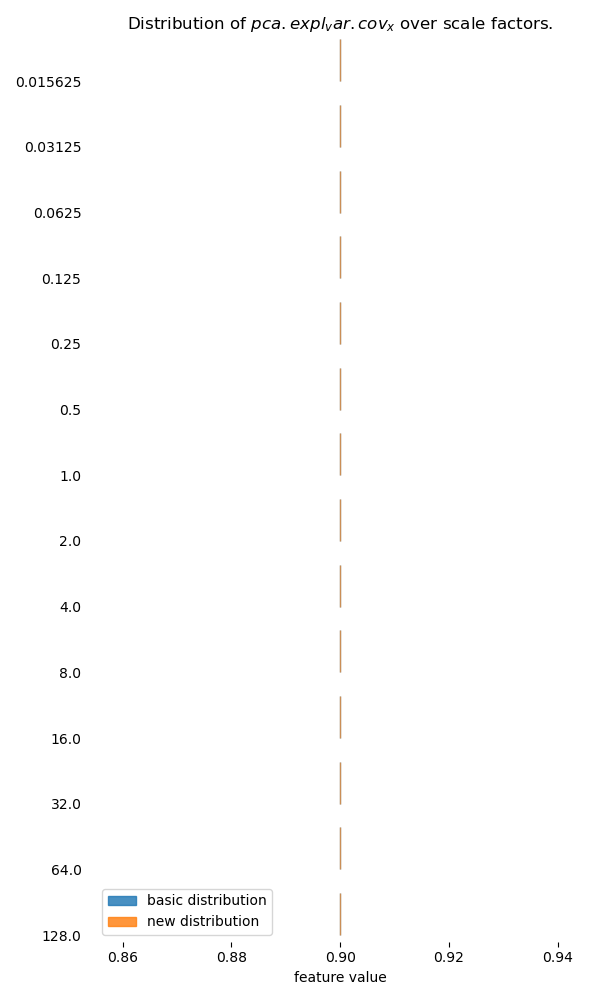 Distribution of pca.expl_var.cov_x over scale factors.
0.015625
0.03125
0.0625
0.125
0.25
0.5
1.0
2.0
4.0
8.0
16.0
32.0
64.0
128.0
basic distribution
new distribution
0.86 0.88 0.90 0.92 0.94
feature value